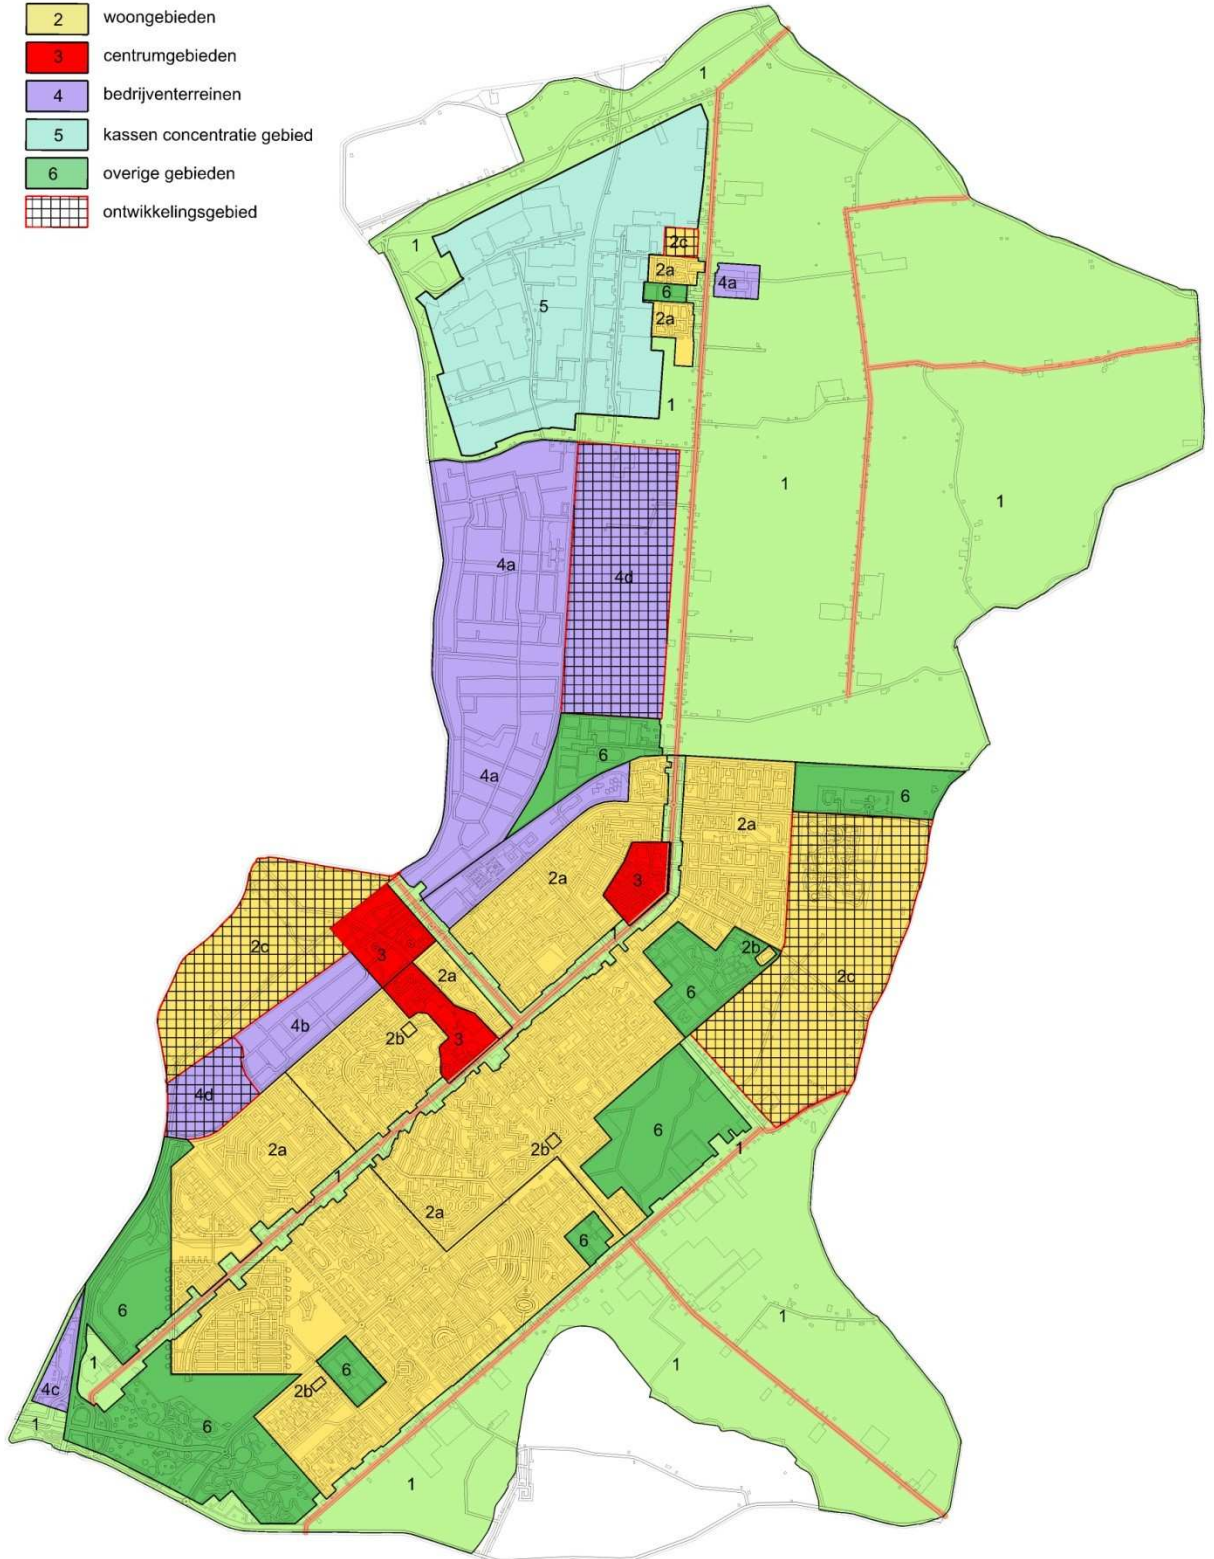 2 woongebieden
3 centrumgebieden
4 bedrijventerreinen
5 kassen concentratie gebied
6 overige gebieden
ontwikkelingsgebied
1
1
2c
2a
4a
6
5
2a
1
1
1
4a
4d
6
4a
6
2a
2a
3
2c
3
2a
2b
2c
6
4b
2b
3
4d
6
2a
2b
1
1
2a
6
6
1
1
6
1
4c
2b
6
1
1